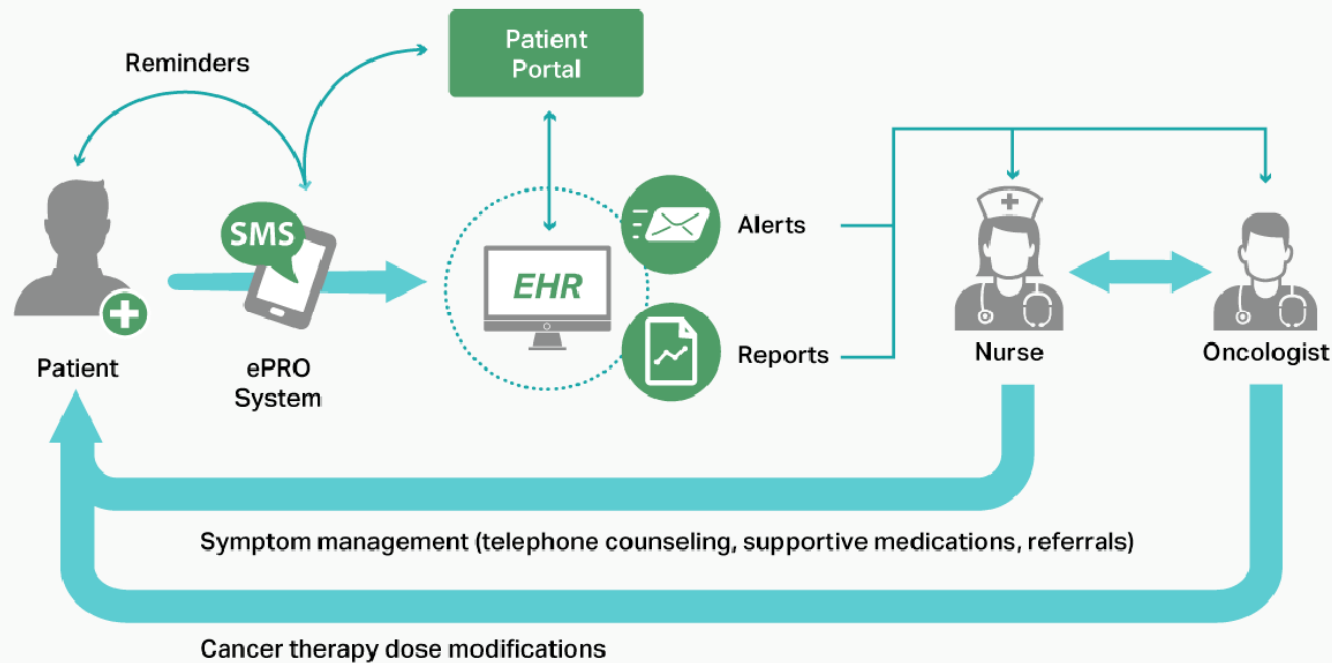 Reminders
Patient
Portal
SMS
EHR
Alerts
Reports
Patient
ePRO
System
Nurse
Oncologist
Symptom management (telephone counseling, supportive medications, referrals)
Cancer therapy dose modifications